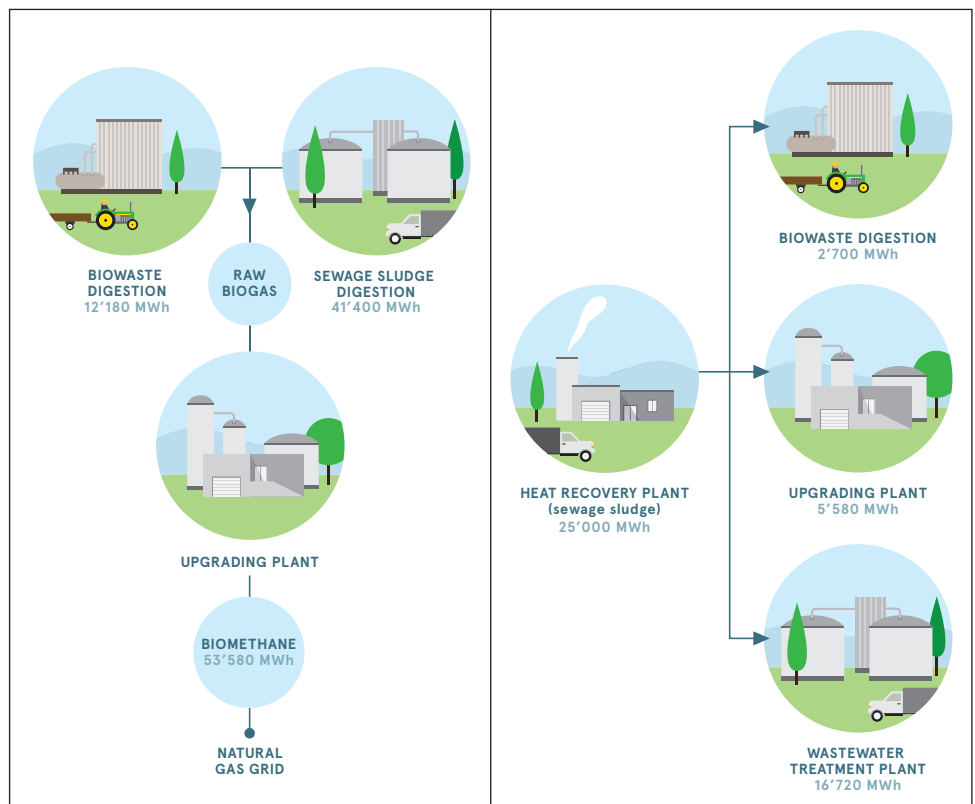 BIOWASTE
DIGESTION
12’180 MWh
RAW
BIOGAS
SEWAGE SLUDGE
DIGESTION
41’400 MWh
UPGRADING PLANT
BIOMETHANE
53’580 MWh
NATURAL
GAS GRID
HEAT RECOVERY PLANT
(sewage sludge)
25’000 MWh
BIOWASTE DIGESTION
2’700 MWh
UPGRADING PLANT
5’580 MWh
WASTEWATER
TREATMENT PLANT
16’720 MWh